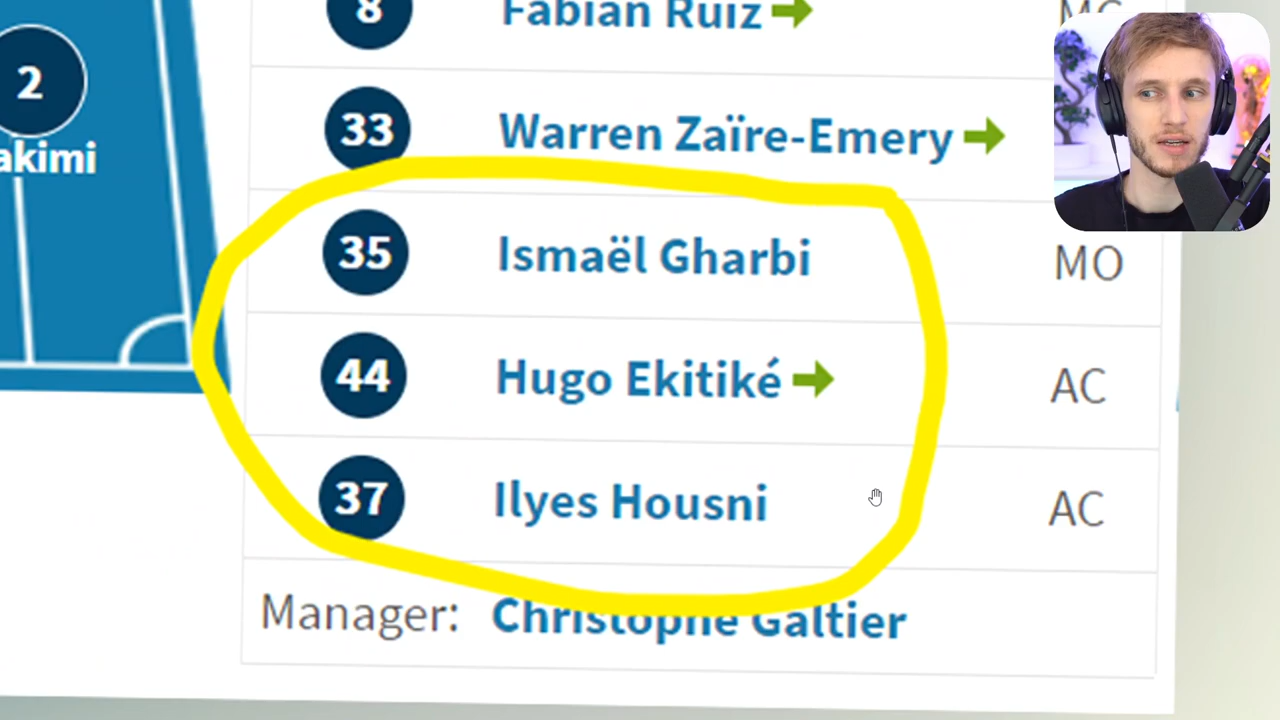 8 Fabian Ruiz
2
akimi
33 Warren Zaïre-Emery
35 Ismaël Gharbi MO
44 Hugo Ekitiké AC
37 Ilyes Housni AC
Manager: Christophe Galtier